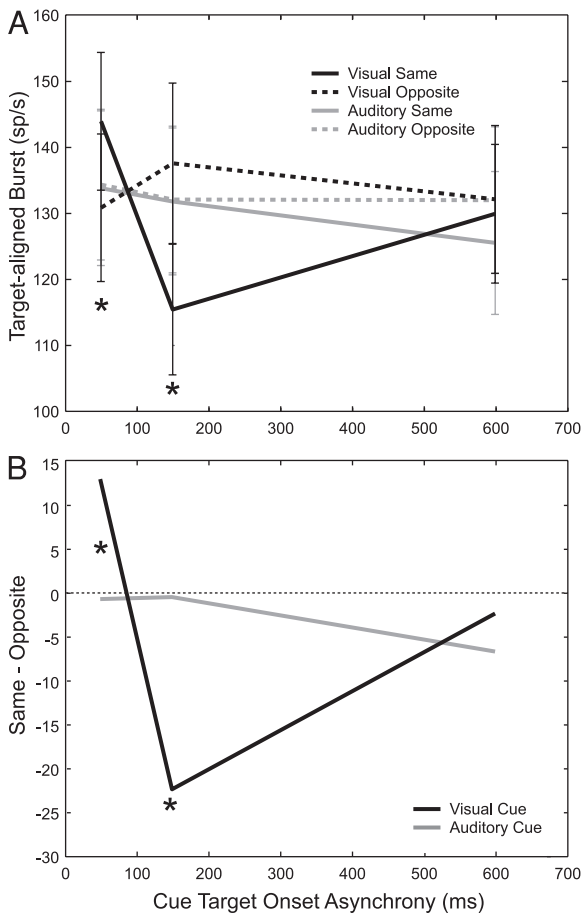 A
160
150
140
130
120
110
100
Target-aligned Burst (sp/s)
Visual Same
Visual Opposite
Auditory Same
Auditory Opposite
*
*
0 100 200 300 400 500 600 700
B
15
10
5
0
-5
-10
-15
-20
-25
-30
Same - Opposite
*
*
Visual Cue
Auditory Cue
0 100 200 300 400 500 600 700
Cue Target Onset Asynchrony (ms)